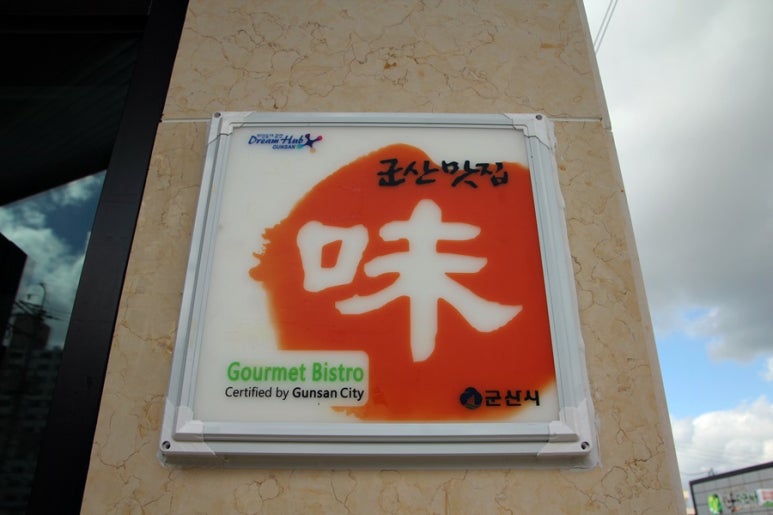 Dream Hub
GUNSAN
군산맛집
味
Gourmet Bistro
Certified by Gunsan City
군산시